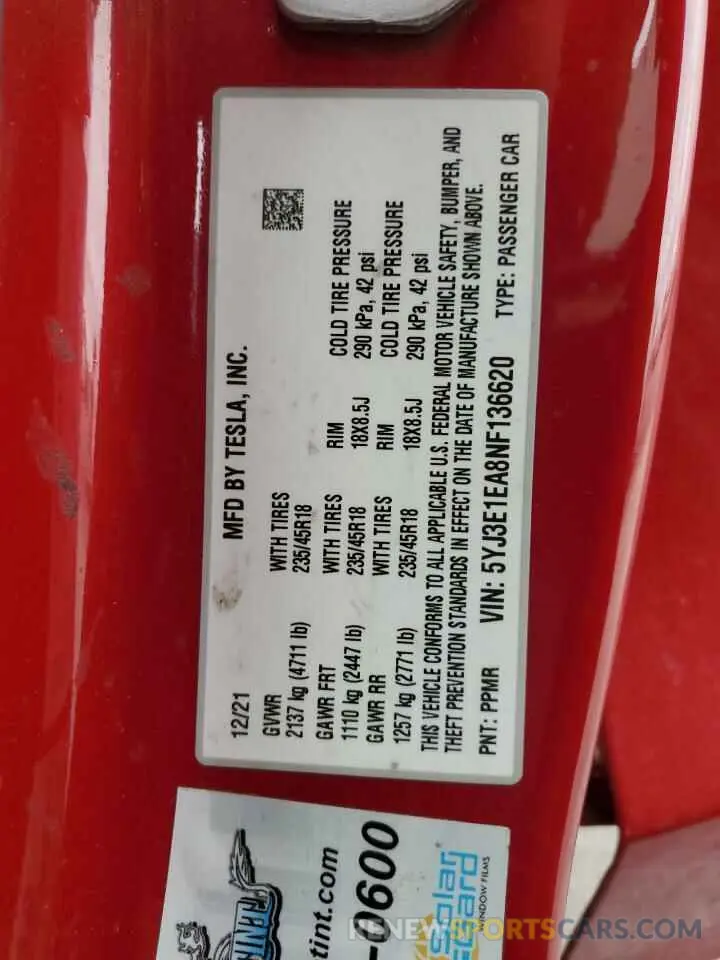 12/21 MFD BY TESLA, INC.
GVWR WITH TIRES
2137 kg (4711 lb) 235/45R18
GAWR FRT WITH TIRES RIM COLD TIRE PRESSURE
1110 kg (2447 lb) 235/45R18 18X8.5J 290 kPa, 42 psi
GAWR RR WITH TIRES RIM COLD TIRE PRESSURE
1257 kg (2771 lb) 235/45R18 18X8.5J 290 kPa, 42 psi
THIS VEHICLE CONFORMS TO ALL APPLICABLE U.S. FEDERAL MOTOR VEHICLE SAFETY, BUMPER, AND
THEFT PREVENTION STANDARDS IN EFFECT ON THE DATE OF MANUFACTURE SHOWN ABOVE.
PNT: PPMR VIN: 5YJ3E1EA8NF136620 TYPE: PASSENGER CAR
tint.com
-0600
solar
Gard
WINDOW FILMS
RENEWSPORTSCARS.COM